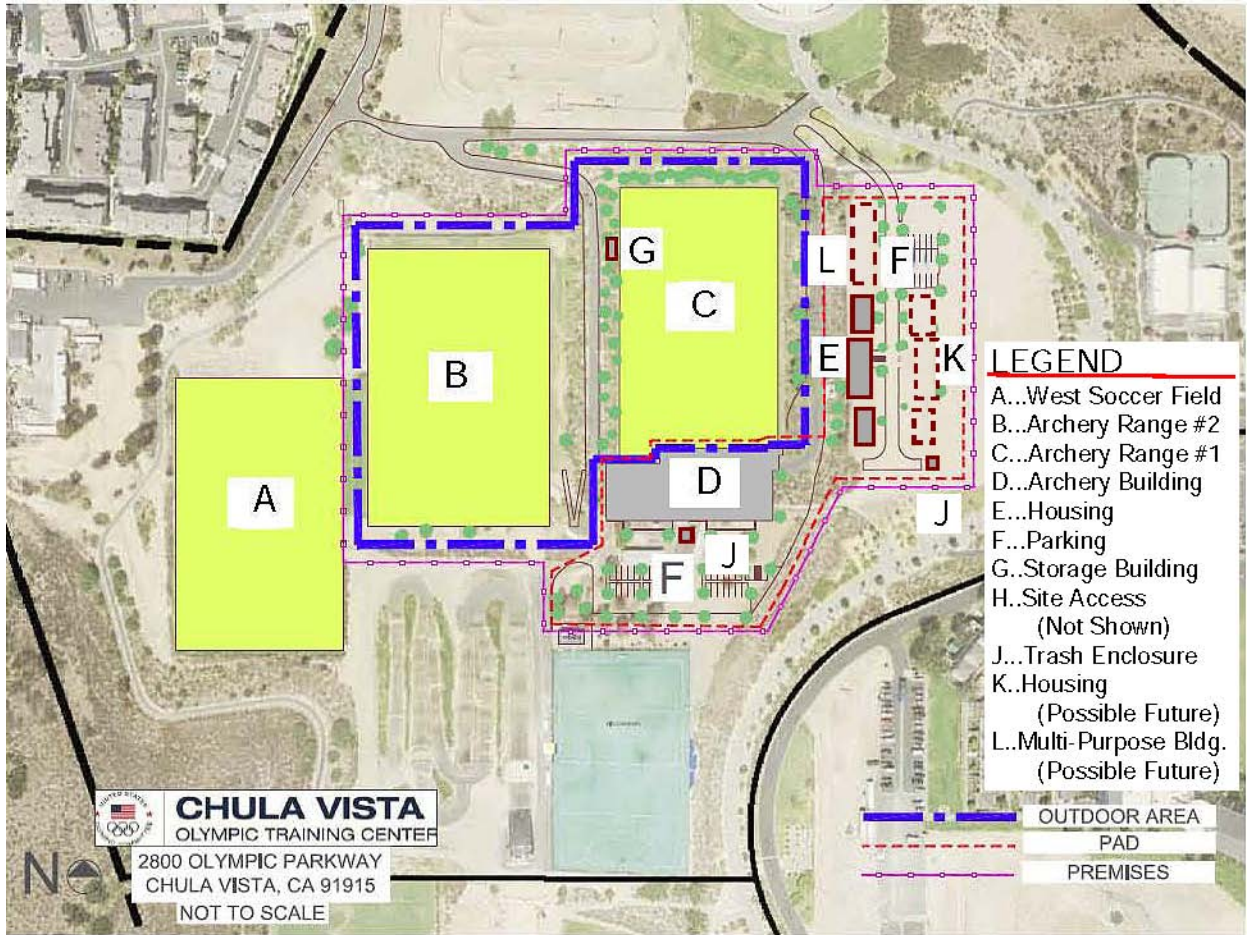 G
L
F
C
E
K
B
D
A
J
F
J
LEGEND
A...West Soccer Field
B...Archery Range #2
C...Archery Range #1
D...Archery Building
E...Housing
F...Parking
G..Storage Building
H..Site Access
(Not Shown)
J...Trash Enclosure
K..Housing
(Possible Future)
L..Multi-Purpose Bldg.
(Possible Future)
OUTDOOR AREA
PAD
PREMISES
UNITED STATES
CHULA VISTA
OLYMPIC TRAINING CENTER
2800 OLYMPIC PARKWAY
CHULA VISTA, CA 91915
NOT TO SCALE
N